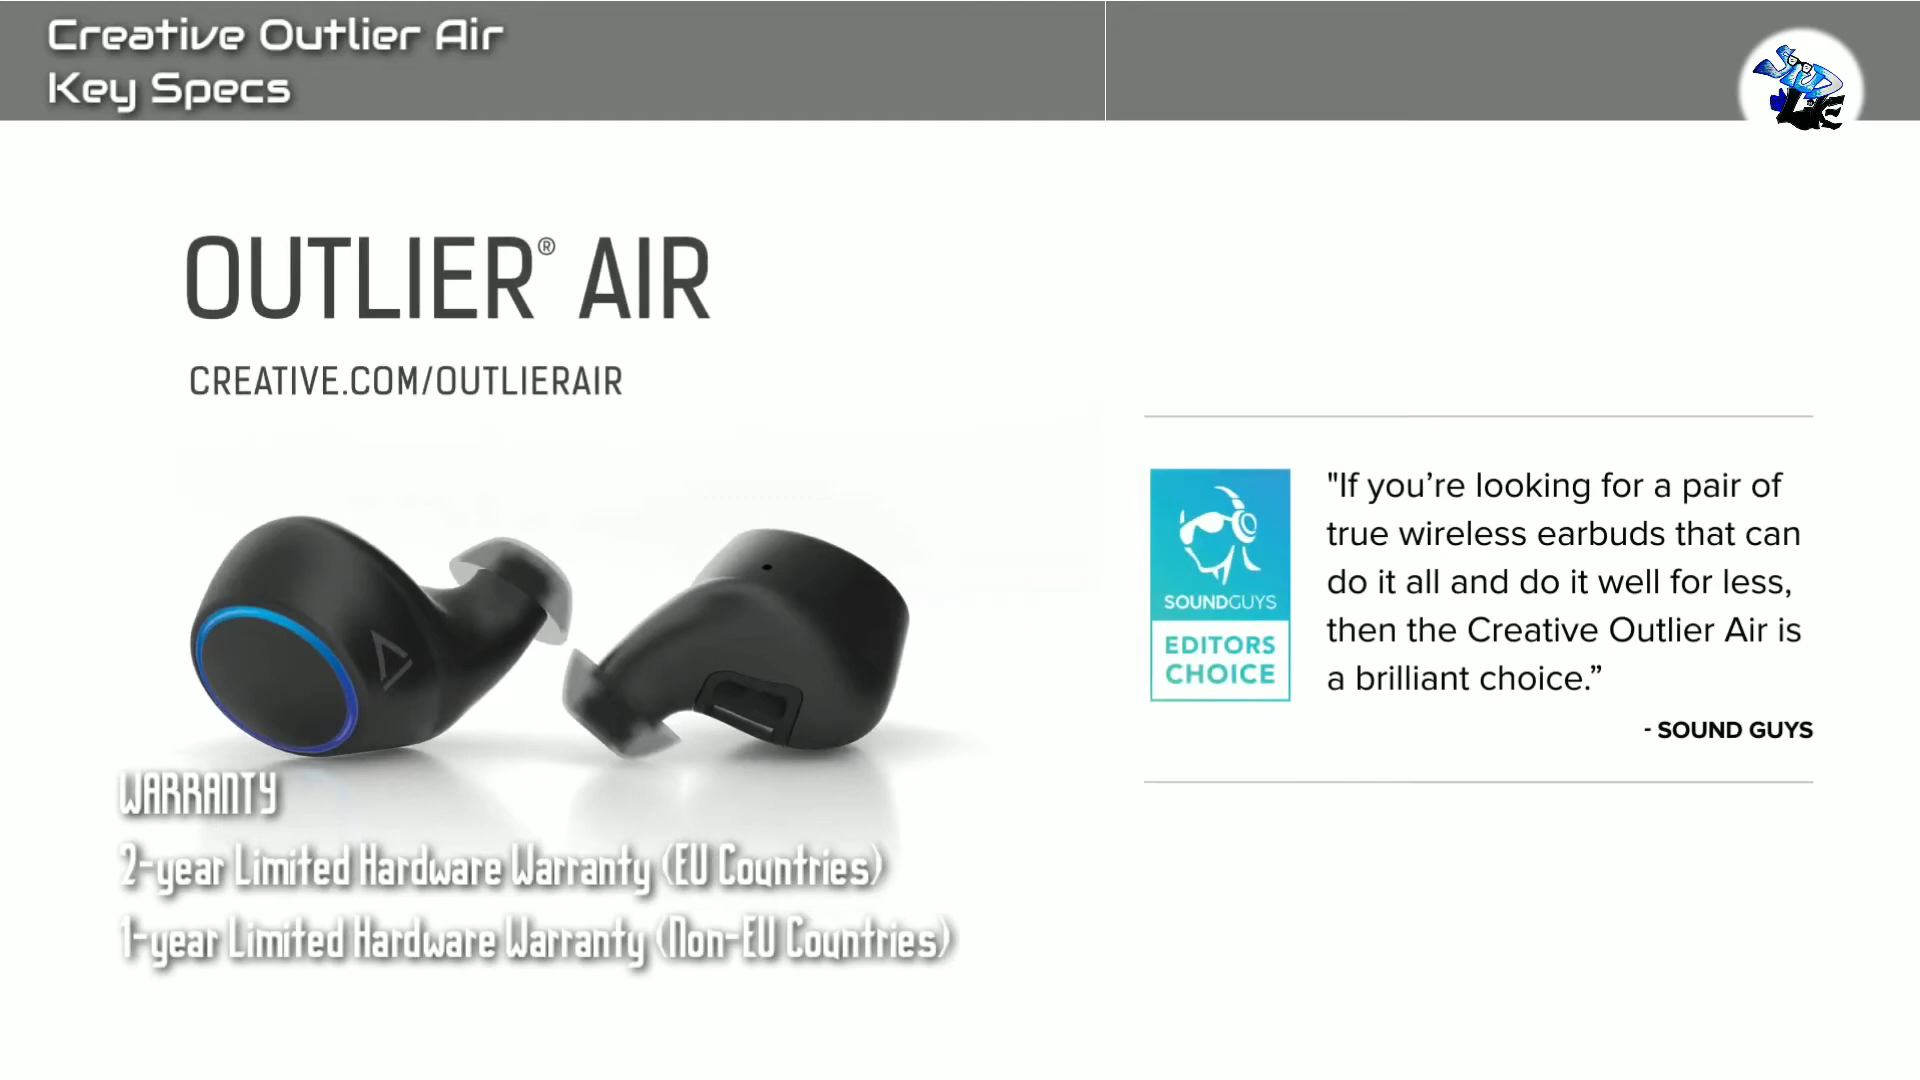 Creative Outlier Air
Key Specs
OUTLIER® AIR
CREATIVE.COM/OUTLIERAIR
"If you’re looking for a pair of
true wireless earbuds that can
do it all and do it well for less,
then the Creative Outlier Air is
a brilliant choice.”
- SOUND GUYS
SOUNDGUYS
EDITORS
CHOICE
WARRANTY
2-year Limited Hardware Warranty (EU Countries)
1-year Limited Hardware Warranty (Non-EU Countries)